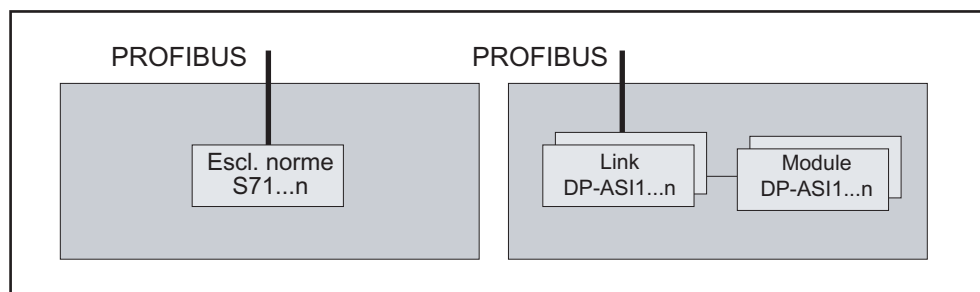 PROFIBUS
Escl. norme
S71...n
PROFIBUS
Link
DP-ASI1...n
Module
DP-ASI1...n